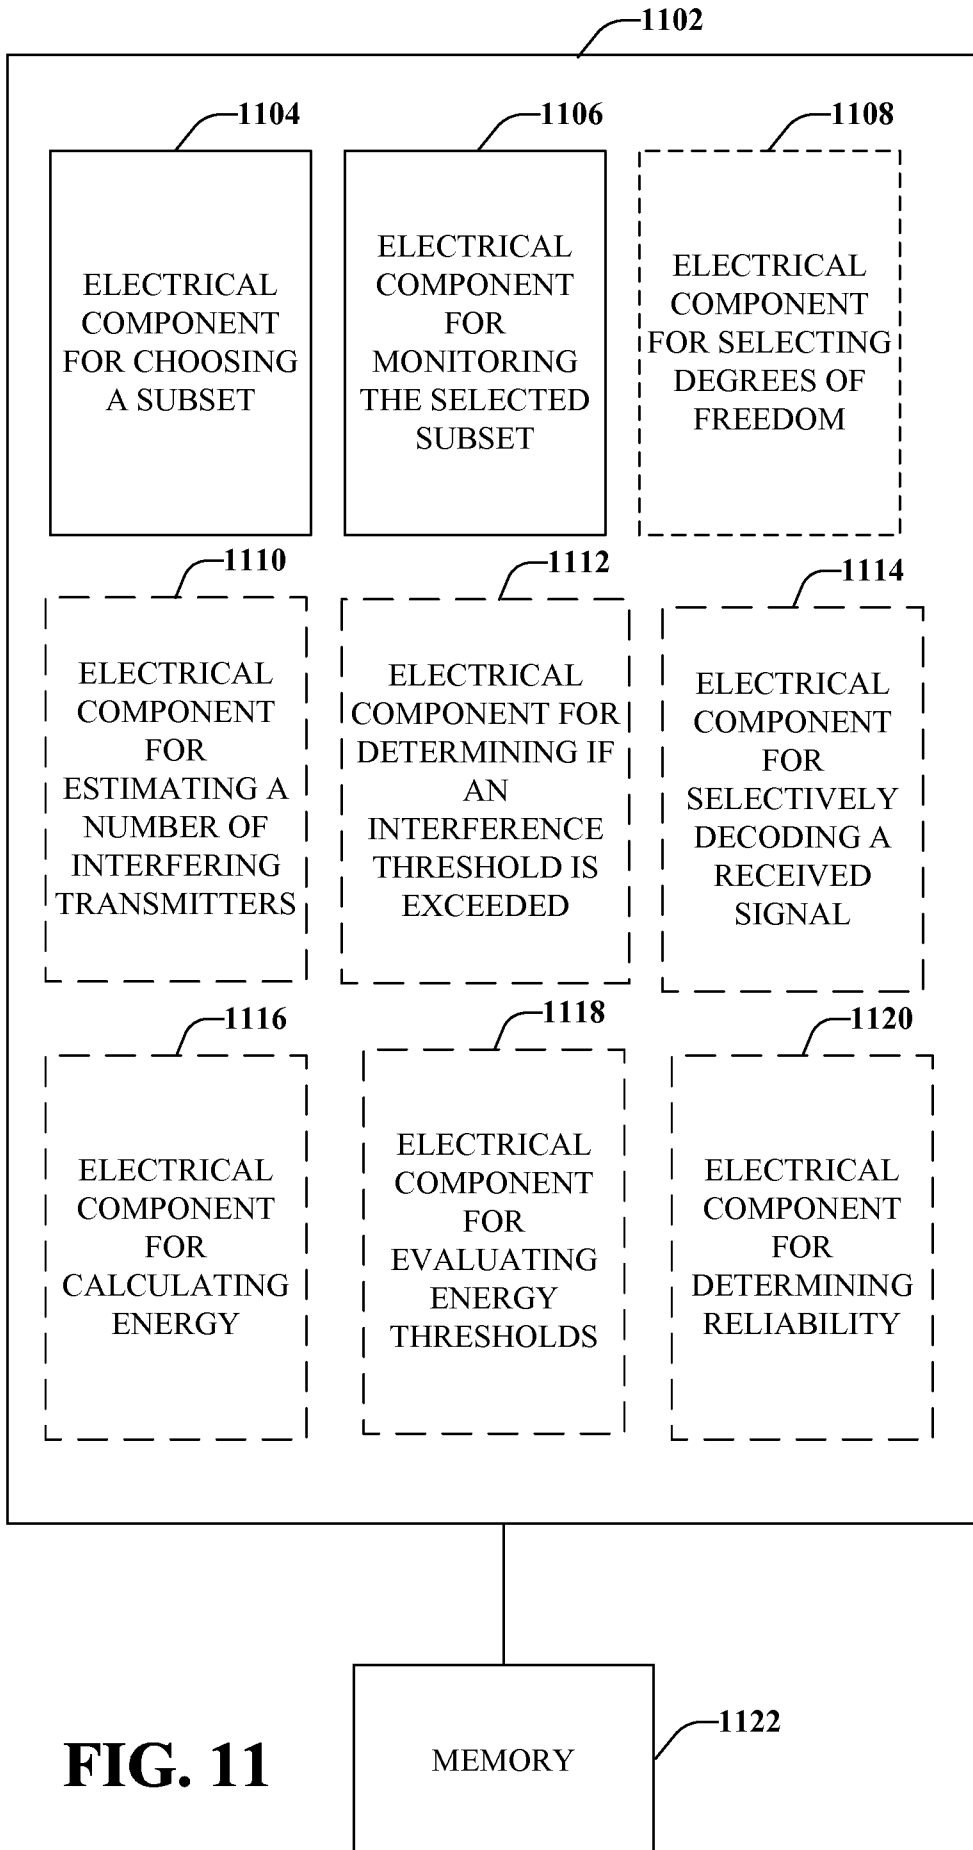 1102
1104
ELECTRICAL
COMPONENT
FOR CHOOSING
A SUBSET
1106
ELECTRICAL
COMPONENT
FOR
MONITORING
THE SELECTED
SUBSET
1108
ELECTRICAL
COMPONENT
FOR SELECTING
DEGREES OF
FREEDOM
1110
ELECTRICAL
COMPONENT
FOR
ESTIMATING A
NUMBER OF
INTERFERING
TRANSMITTERS
1112
ELECTRICAL
COMPONENT FOR
DETERMINING IF
AN
INTERFERENCE
THRESHOLD IS
EXCEEDED
1114
ELECTRICAL
COMPONENT
FOR
SELECTIVELY
DECODING A
RECEIVED
SIGNAL
1116
ELECTRICAL
COMPONENT
FOR
CALCULATING
ENERGY
1118
ELECTRICAL
COMPONENT
FOR
EVALUATING
ENERGY
THRESHOLDS
1120
ELECTRICAL
COMPONENT
FOR
DETERMINING
RELIABILITY
1122
MEMORY
FIG. 11